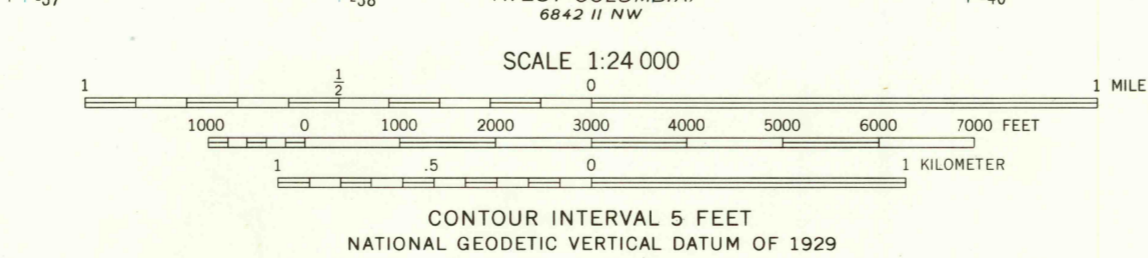 6842 II NW
SCALE 1:24 000
1 1/2 0 1 MILE
1000 0 1000 2000 3000 4000 5000 6000 7000 FEET
1 .5 0 1 KILOMETER
CONTOUR INTERVAL 5 FEET
NATIONAL GEODETIC VERTICAL DATUM OF 1929